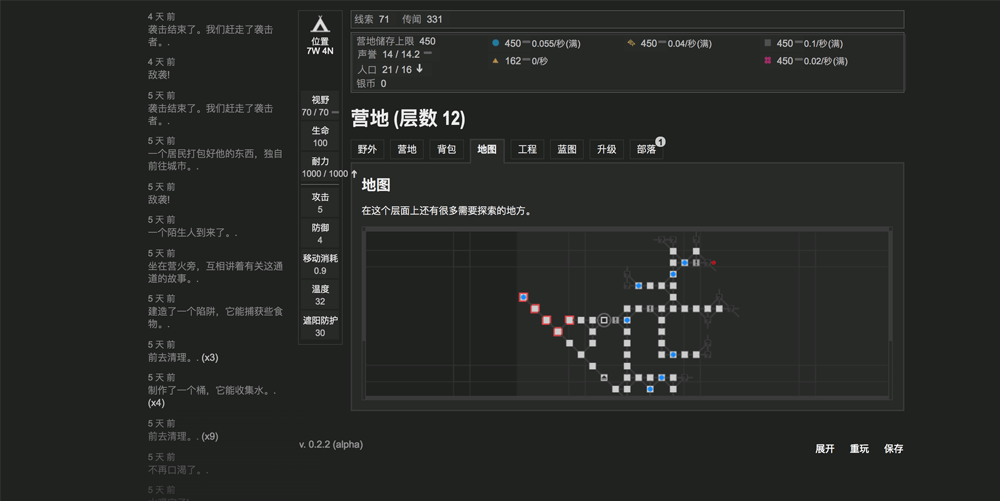 4 天 前
袭击结束了。我们赶走了袭击
者。.
4 天 前
敌袭!
5 天 前
袭击结束了。我们赶走了袭击
者。.
5 天 前
一个居民打包好他的东西，独自
前往城市。.
5 天 前
敌袭!
5 天 前
一个陌生人到来了。.
5 天 前
坐在营火旁，互相讲着有关这通
道的故事。.
5 天 前
建造了一个陷阱，它能捕获些食
物。.
5 天 前
前去清理。. (x3)
5 天 前
制作了一个桶，它能收集水。.
(x4)
5 天 前
前去清理。. (x9)
5 天 前
不再口渴了。.
5 天 前
位置
7W 4N
视野
70 / 70
生命
100
耐力
1000 / 1000
攻击
5
防御
4
移动消耗
0.9
温度
32
遮阳防护
30
线索 71 传闻 331
营地储存上限 450
声誉 14 / 14.2
人口 21 / 16
银币 0
450 0.055/秒(满)
450 0.04/秒(满)
450 0.1/秒(满)
162 0/秒
450 0.02/秒(满)
营地 (层数 12)
野外 营地 背包 地图 工程 蓝图 升级 部落 1
地图
在这个层面上还有很多需要探索的地方。
v. 0.2.2 (alpha)
展开 重玩 保存